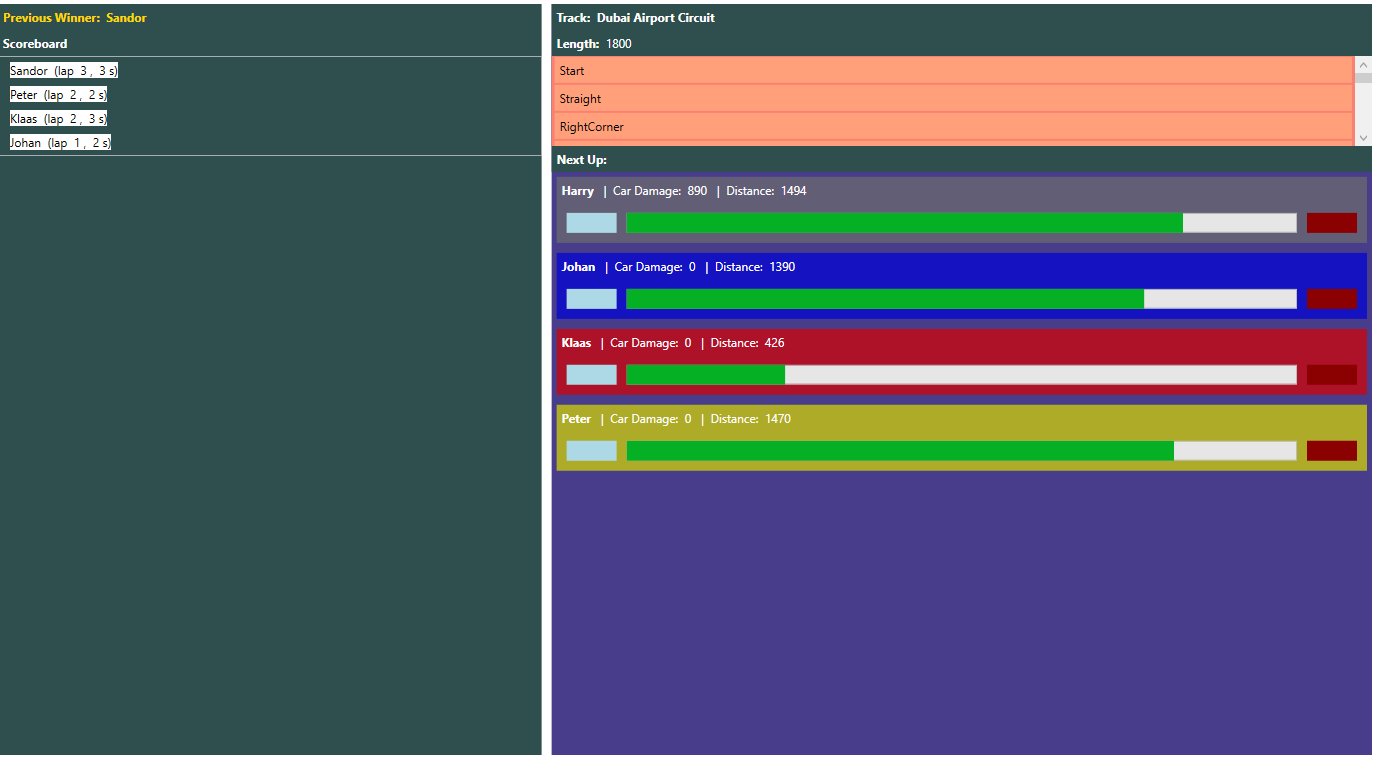 Previous Winner: Sandor
Scoreboard
Sandor (lap 3 , 3 s)
Peter (lap 2 , 2 s)
Klaas (lap 2 , 3 s)
Johan (lap 1 , 2 s)
Track: Dubai Airport Circuit
Length: 1800
Start
Straight
RightCorner
Next Up:
Harry | Car Damage: 890 | Distance: 1494
Johan | Car Damage: 0 | Distance: 1390
Klaas | Car Damage: 0 | Distance: 426
Peter | Car Damage: 0 | Distance: 1470